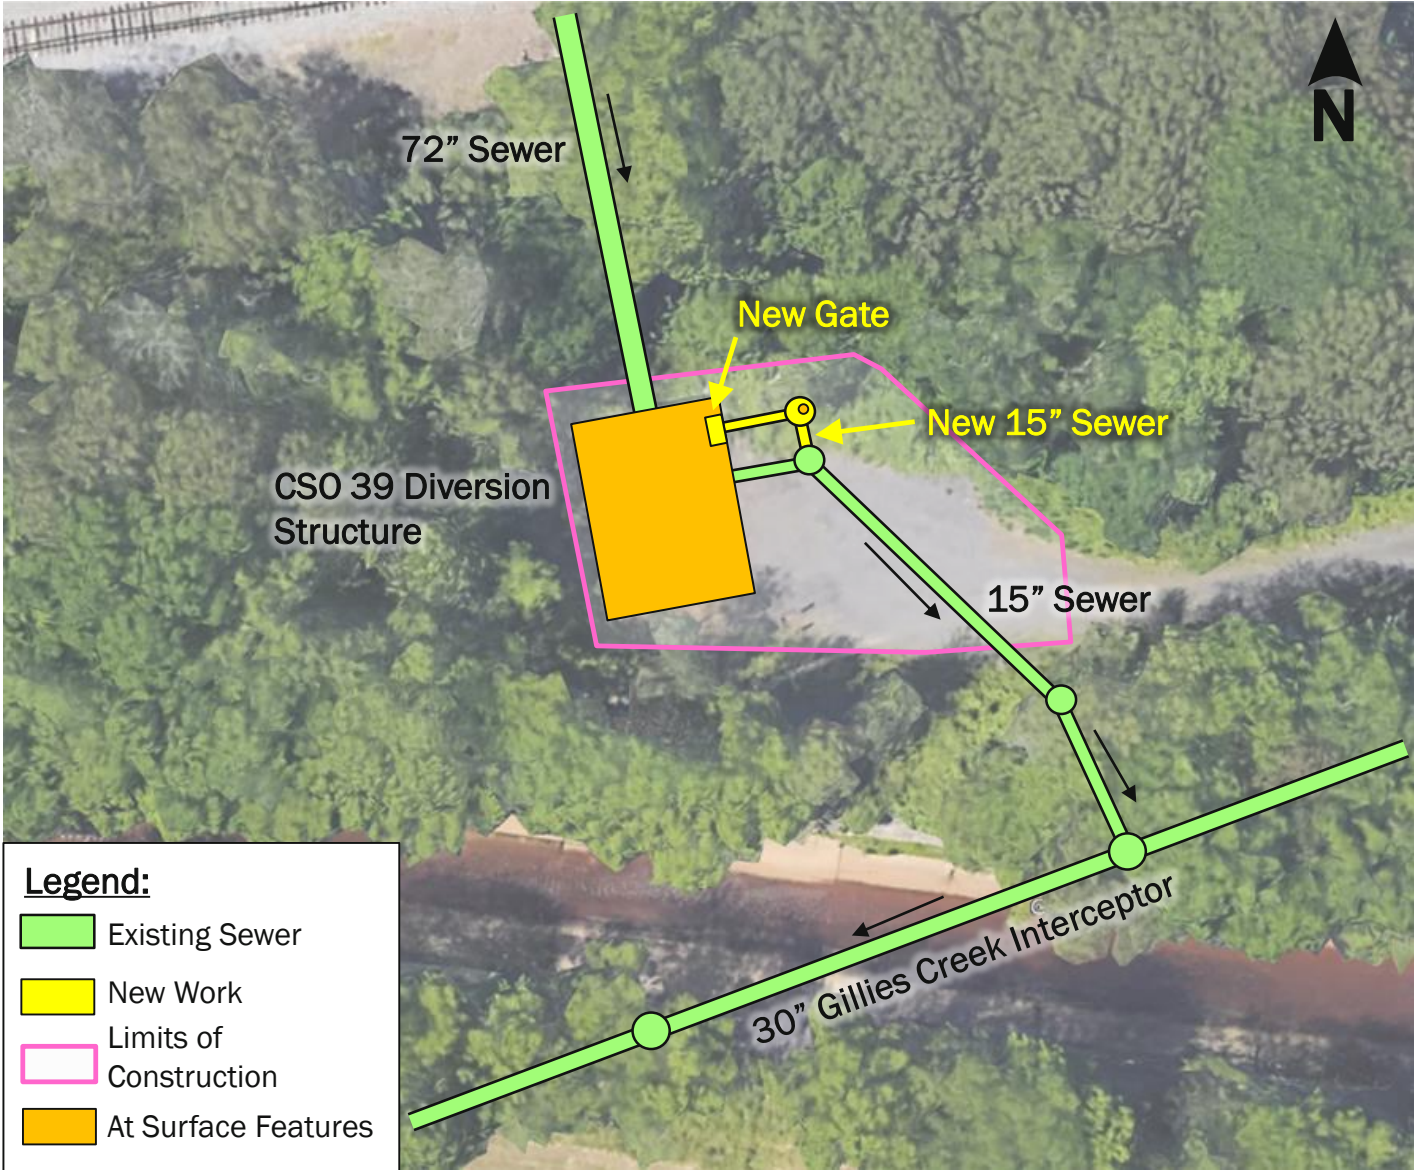 N
72” Sewer
New Gate
New 15” Sewer
CSO 39 Diversion
Structure
15” Sewer
30” Gillies Creek Interceptor
Legend:
Existing Sewer
New Work
Limits of
Construction
At Surface Features